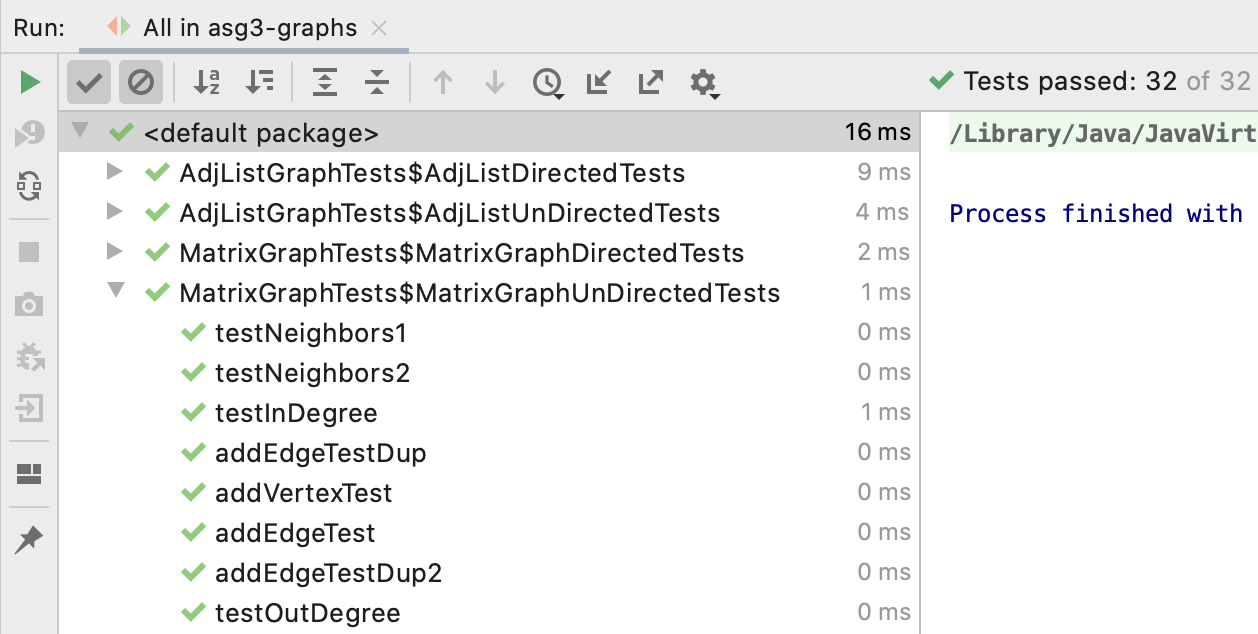 Run: All in asg3-graphs
Tests passed: 32 of 32
<default package> 16 ms
AdjListGraphTests$AdjListDirectedTests 9 ms
AdjListGraphTests$AdjListUnDirectedTests 4 ms
MatrixGraphTests$MatrixGraphDirectedTests 2 ms
MatrixGraphTests$MatrixGraphUnDirectedTests 1 ms
testNeighbors1 0 ms
testNeighbors2 0 ms
testInDegree 1 ms
addEdgeTestDup 0 ms
addVertexTest 0 ms
addEdgeTest 0 ms
addEdgeTestDup2 0 ms
testOutDegree 0 ms
/Library/Java/JavaVirt
Process finished with